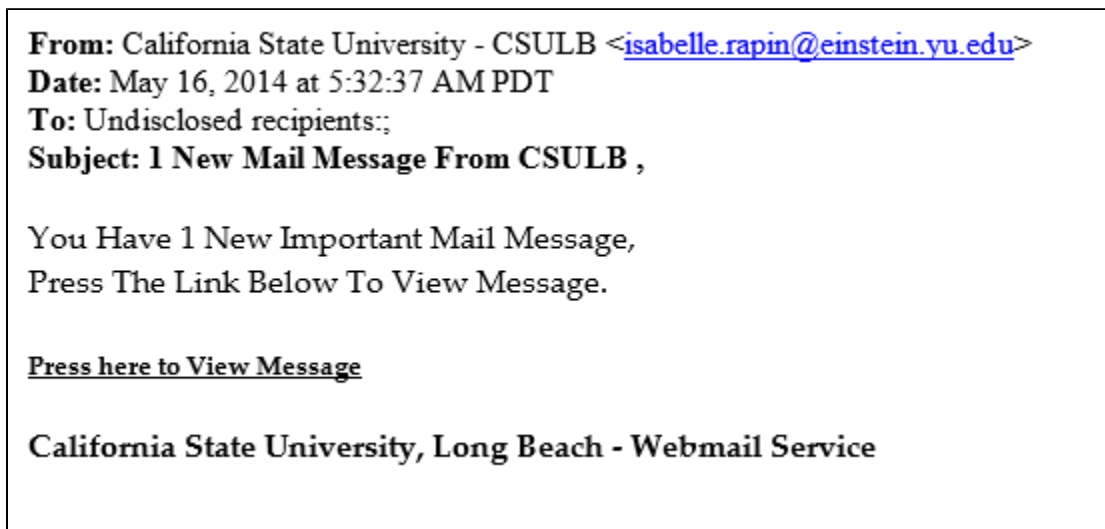 From: California State University - CSULB <isabelle.rapin@einstein.yu.edu>
Date: May 16, 2014 at 5:32:37 AM PDT
To: Undisclosed recipients:;
Subject: 1 New Mail Message From CSULB ,
You Have 1 New Important Mail Message,
Press The Link Below To View Message.
Press here to View Message
California State University, Long Beach - Webmail Service